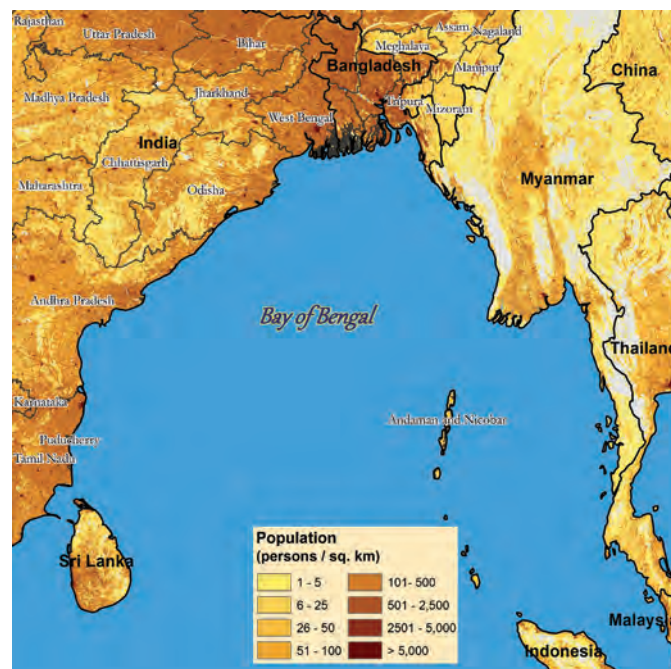 Rajasthan
Uttar Pradesh
Bihar
Assam
Nagaland
Meghalaya
Bangladesh
Manipur
China
Madhya Pradesh
Jharkhand
Tripura
West Bengal
Mizoram
India
Chhattisgarh
Maharashtra
Odisha
Myanmar
Andhra Pradesh
Bay of Bengal
Thailand
Karnataka
Andaman and Nicobar
Puducherry
Tamil Nadu
Sri Lanka
Population
(persons / sq. km)
1 - 5
6 - 25
26 - 50
51 - 100
101- 500
501 - 2,500
2501 - 5,000
> 5,000
Malaysia
Indonesia